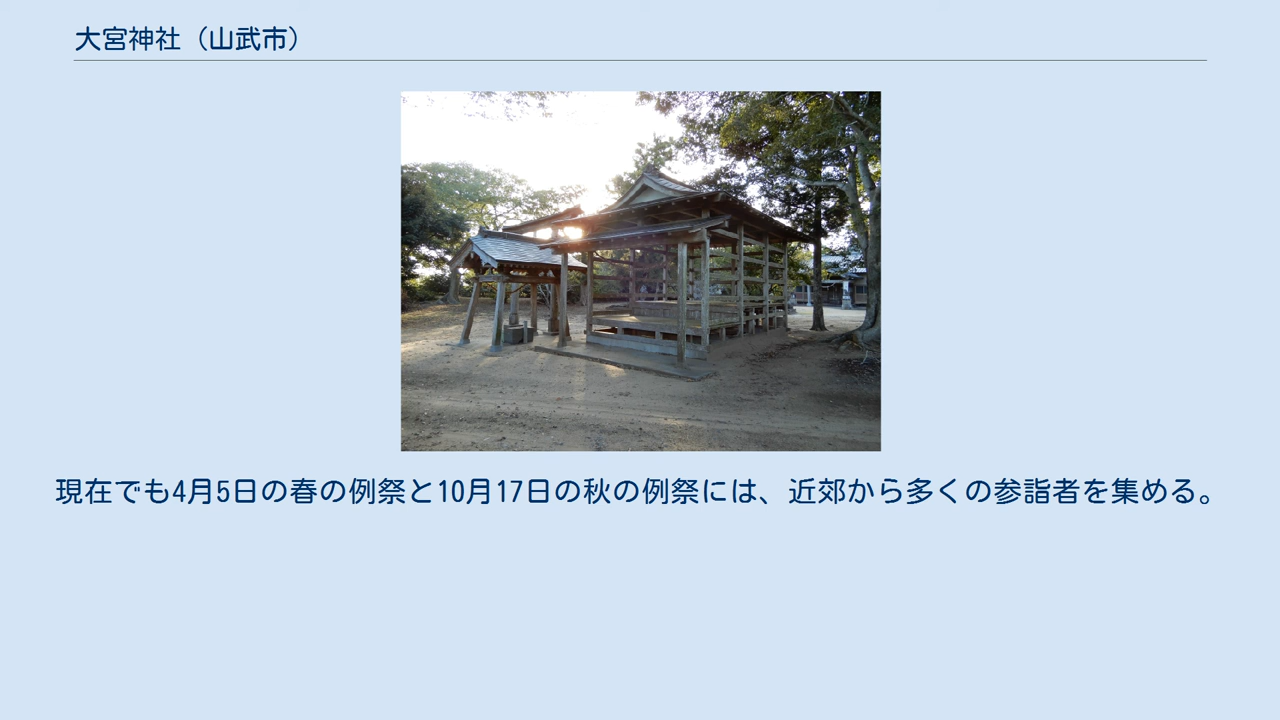 大宮神社（山武市）
現在でも4月5日の春の例祭と10月17日の秋の例祭には、近郊から多くの参詣者を集める。